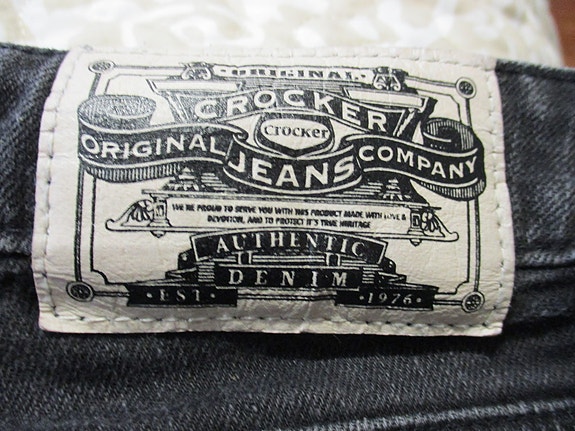 ORIGINAL
CROCKER
Crocker
ORIGINAL JEANS COMPANY
WE'RE PROUD TO SERVE YOU WITH THIS PRODUCT MADE WITH LOVE &
DEVOTION, AND TO PROTECT IT'S TRUE HERITAGE
AUTHENTIC
DENIM
·EST· ·1976·